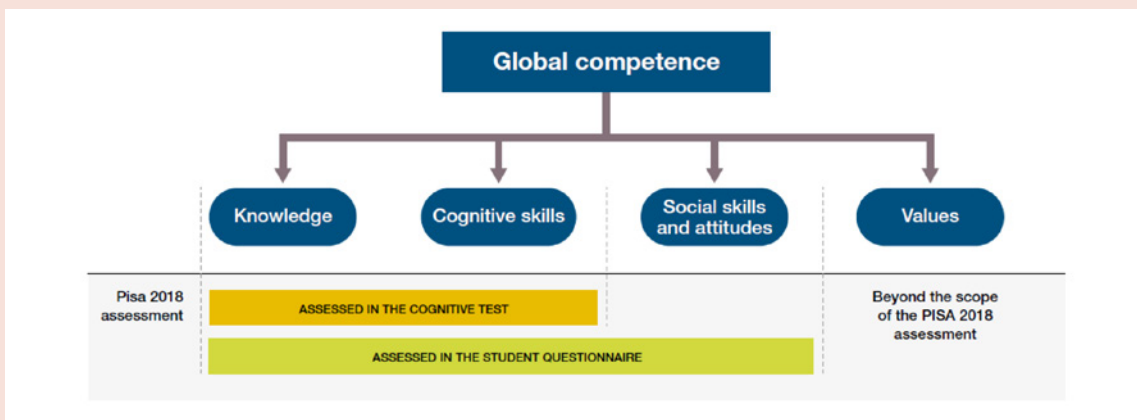 Global competence
Knowledge
Cognitive skills
Social skills
and attitudes
Values
Pisa 2018
assessment
ASSESSED IN THE COGNITIVE TEST
ASSESSED IN THE STUDENT QUESTIONNAIRE
Beyond the scope
of the PISA 2018
assessment